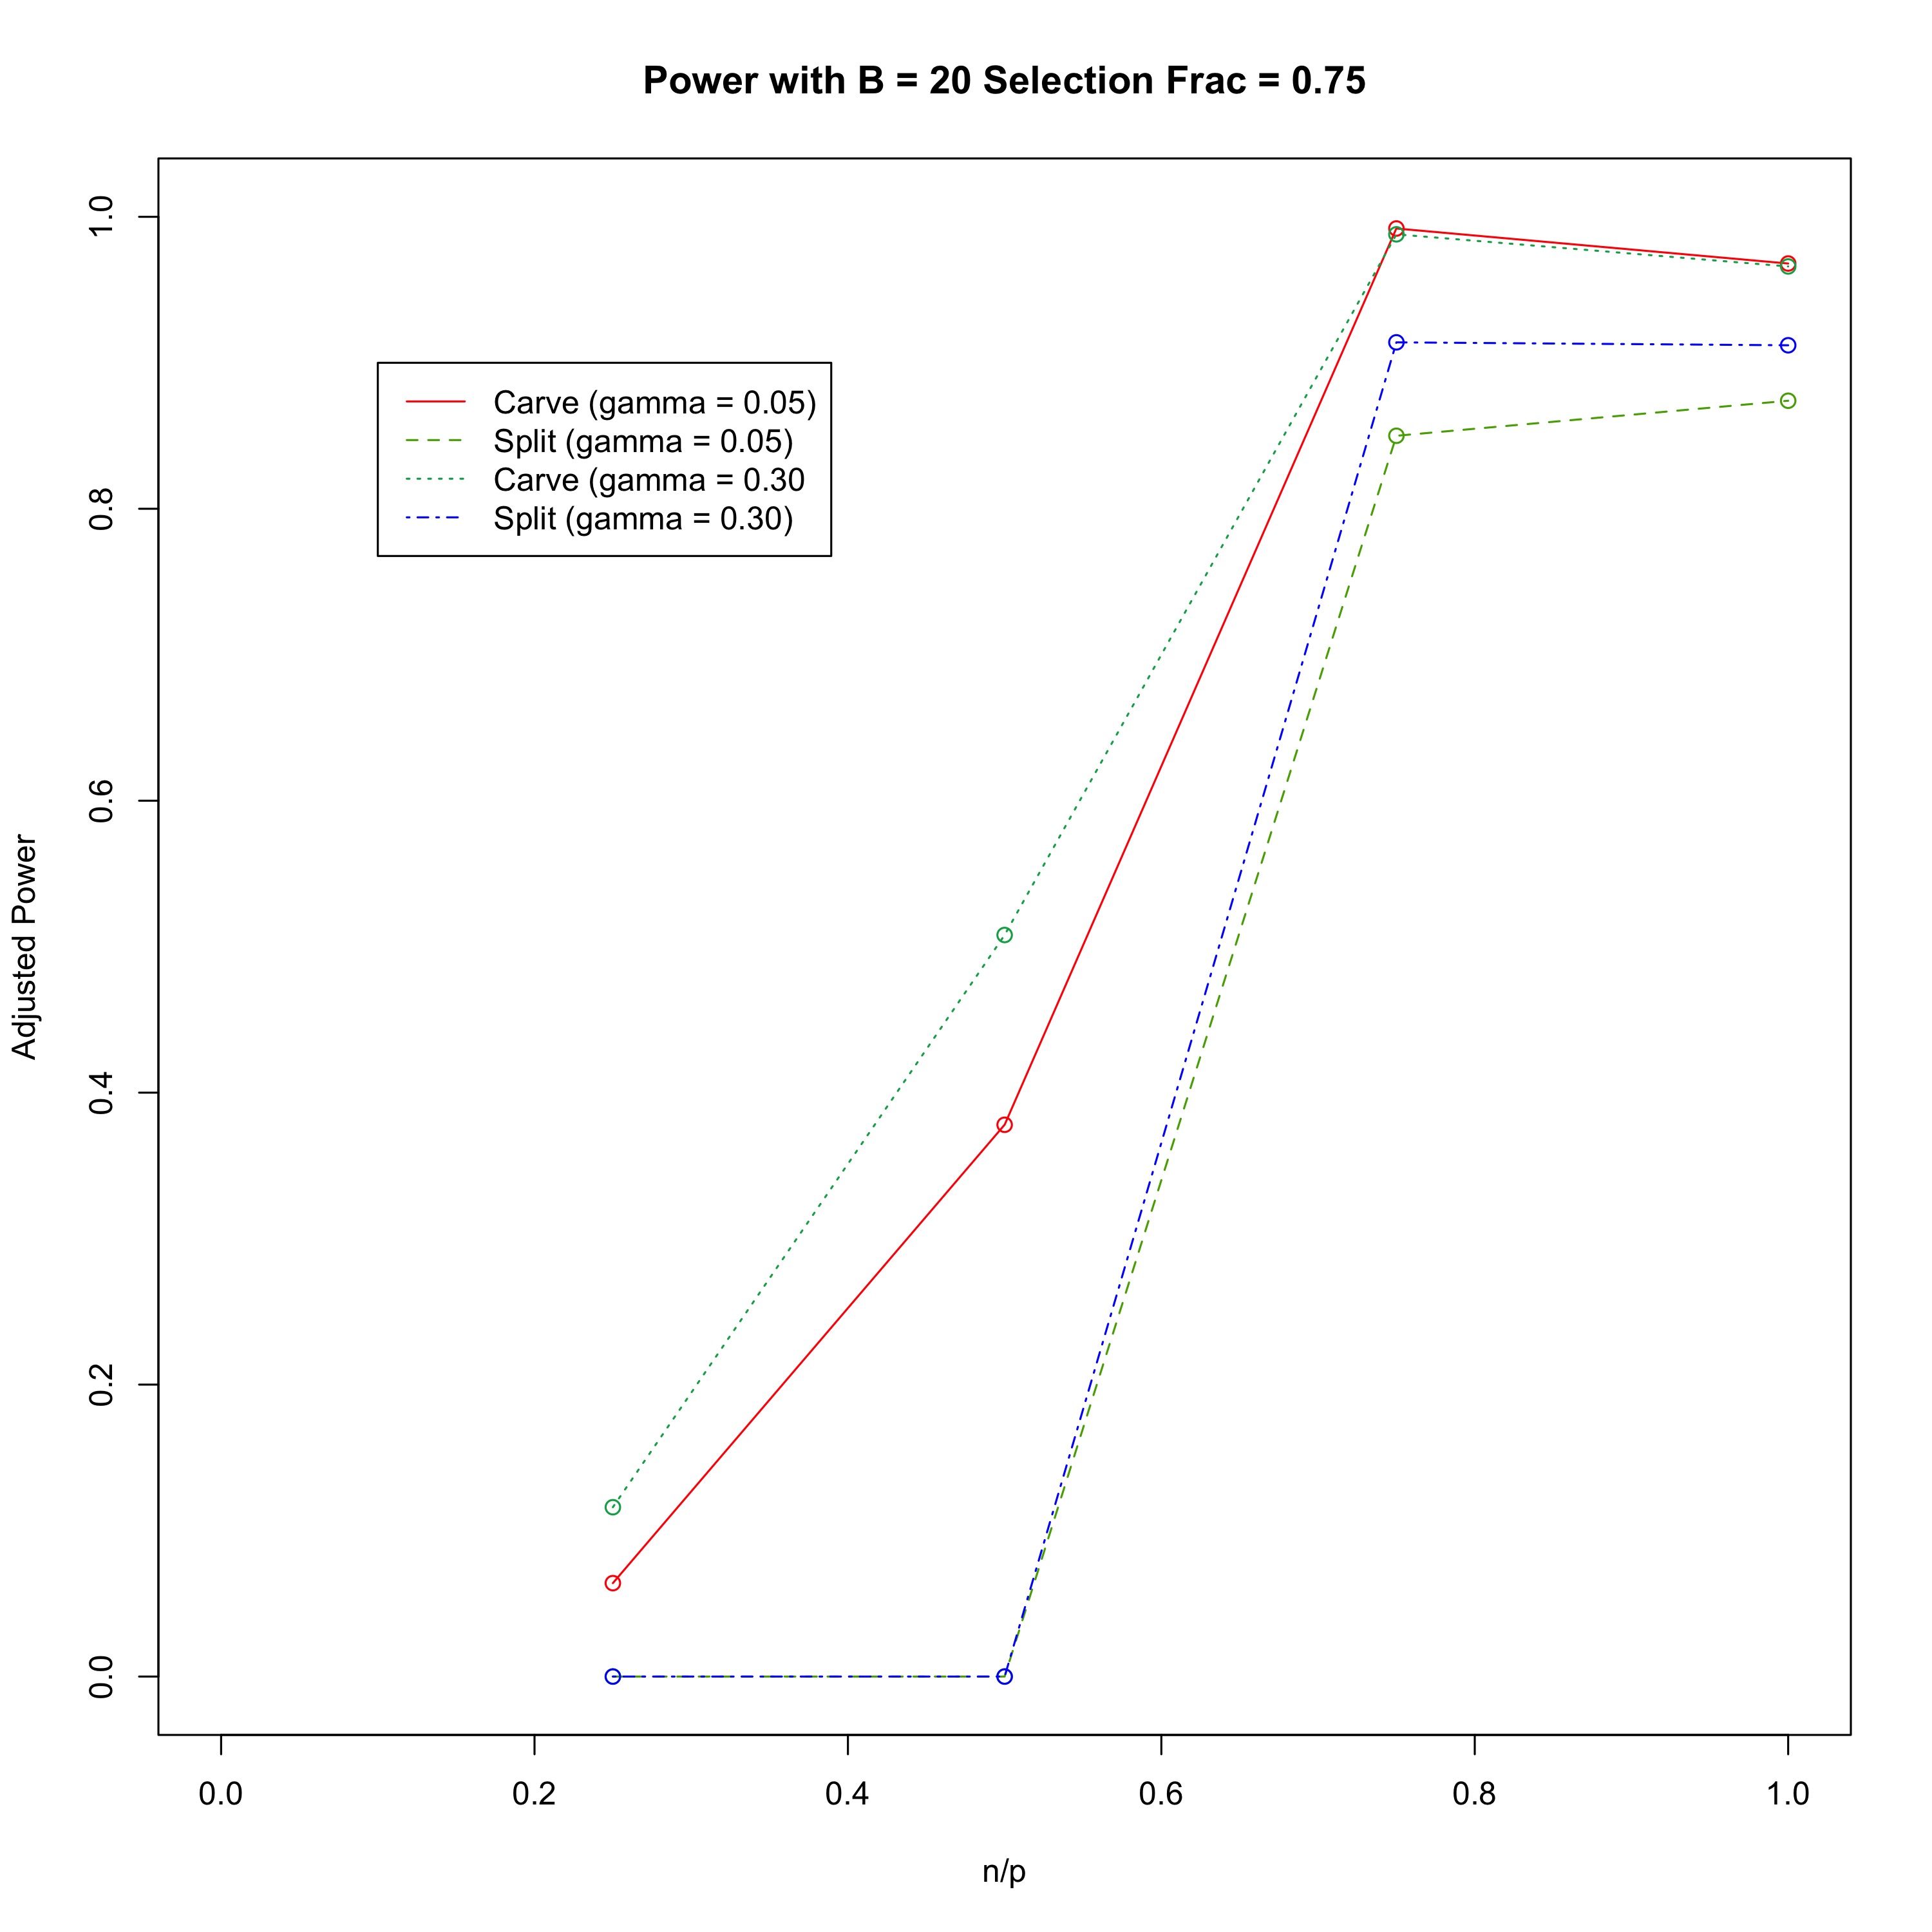 Power with B = 20 Selection Frac = 0.75
1.0
0.8
0.6
0.4
0.2
0.0
Adjusted Power
Carve (gamma = 0.05)
Split (gamma = 0.05)
Carve (gamma = 0.30
Split (gamma = 0.30)
0.0 0.2 0.4 0.6 0.8 1.0
n/p